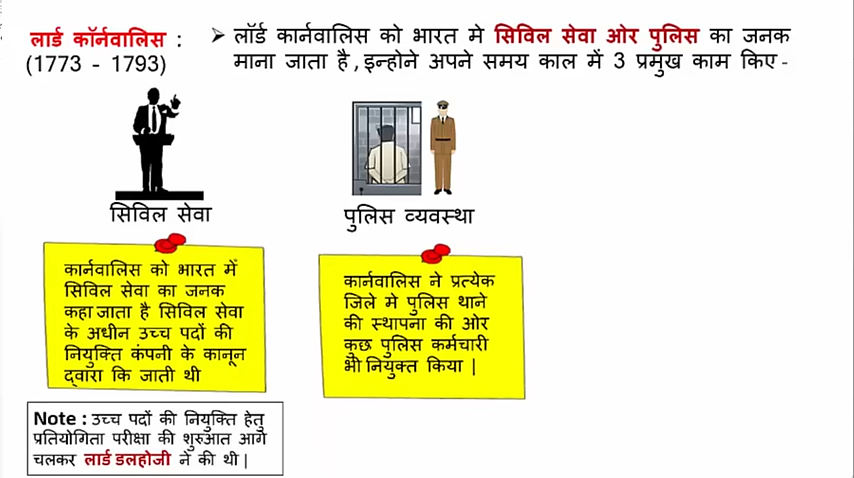 लार्ड कॉर्नवालिस :
(1773 - 1793)
➢ लॉर्ड कार्नवालिस को भारत मे सिविल सेवा ओर पुलिस का जनक
माना जाता है ,इन्होने अपने समय काल में 3 प्रमुख काम किए -
सिविल सेवा
पुलिस व्यवस्था
कार्नवालिस को भारत में
सिविल सेवा का जनक
कहा जाता है सिविल सेवा
के अधीन उच्च पदों की
नियुक्ति कंपनी के कानून
द्वारा कि जाती थी
कार्नवालिस ने प्रत्येक
जिले मे पुलिस थाने
की स्थापना की ओर
कुछ पुलिस कर्मचारी
भी नियुक्त किया |
Note : उच्च पदों की नियुक्ति हेतु
प्रतियोगिता परीक्षा की शुरुआत आगे
चलकर लार्ड डलहोजी ने की थी |